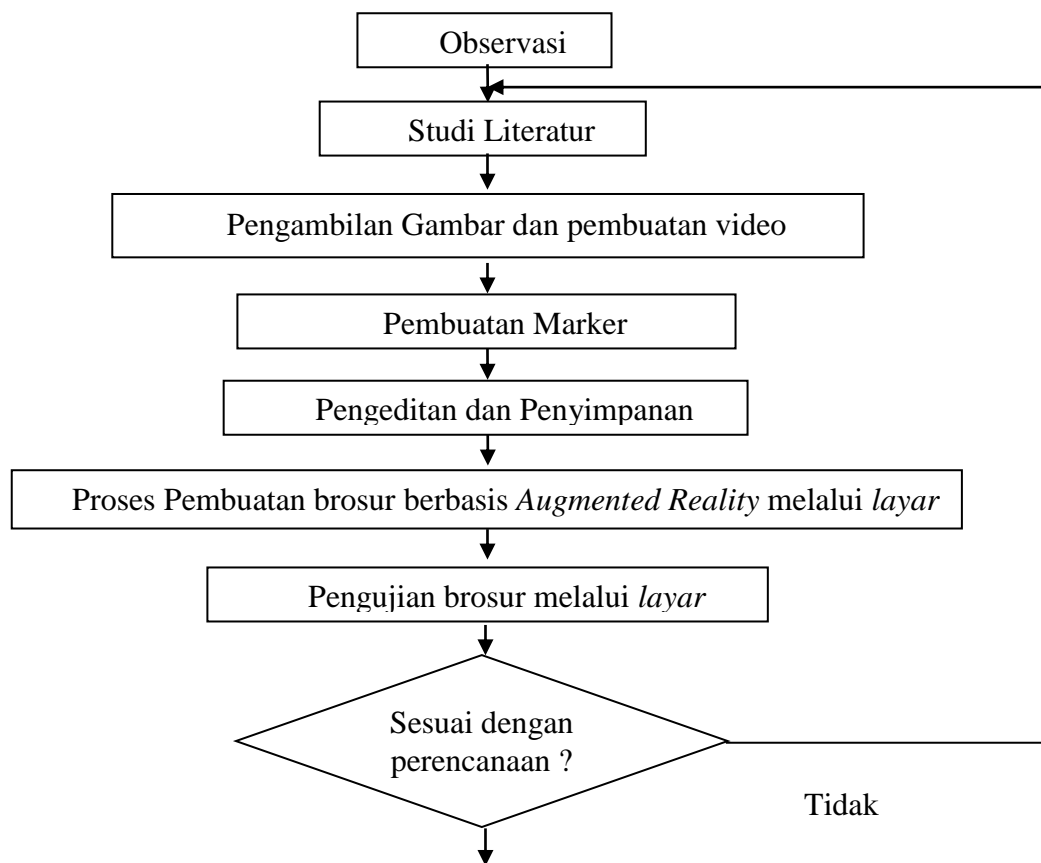 Observasi
Studi Literatur
Pengambilan Gambar dan pembuatan video
Pembuatan Marker
Pengeditan dan Penyimpanan
Proses Pembuatan brosur berbasis Augmented Reality melalui layar
Pengujian brosur melalui layar
Sesuai dengan
perencanaan ?
Tidak